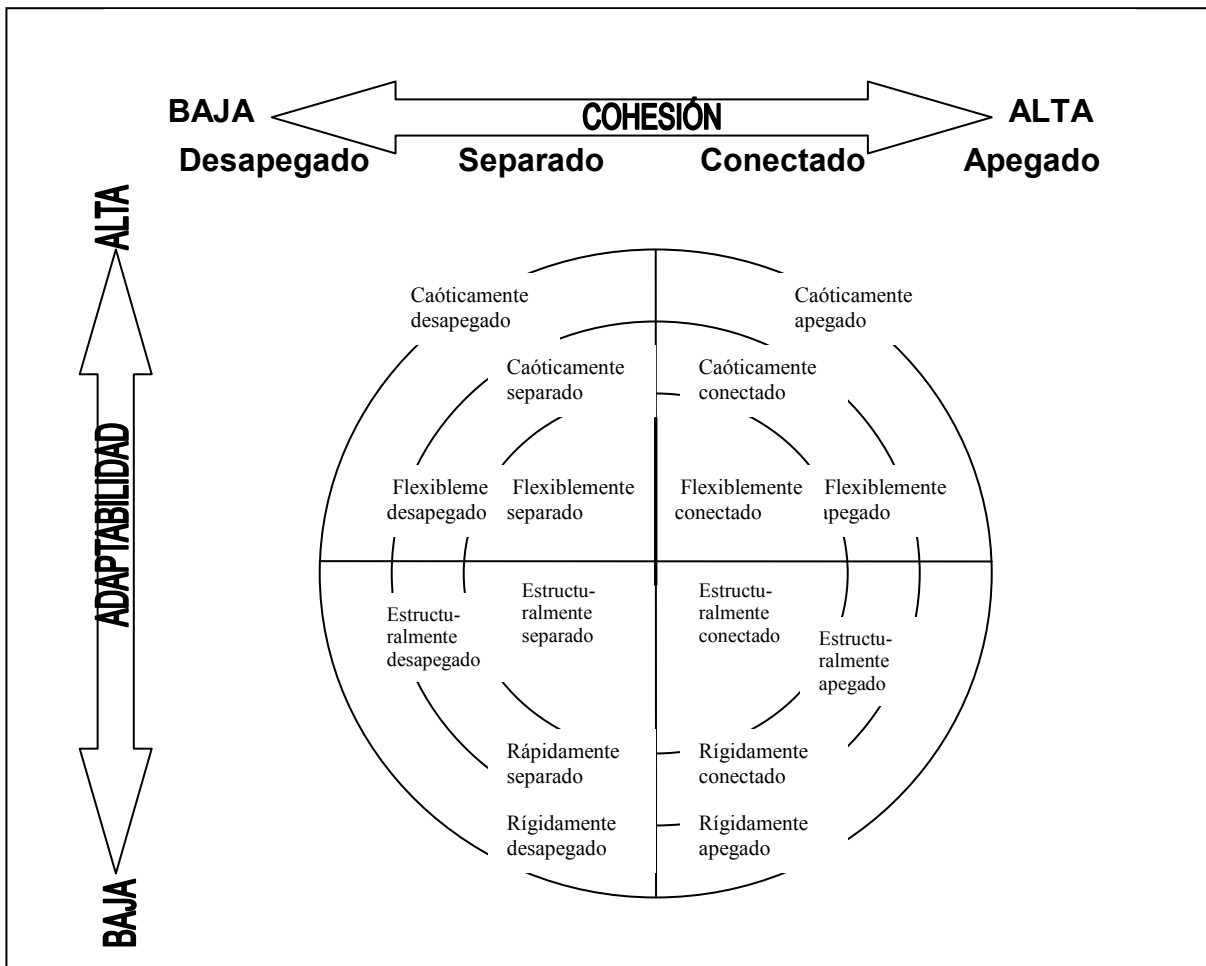 BAJA COHESIÓN ALTA
Desapegado Separado Conectado Apegado
ALTA
ADAPTABILIDAD
BAJA
Caóticamente
desapegado
Caóticamente
apegado
Caóticamente
separado
Caóticamente
conectado
Flexibleme
desapegado
Flexiblemente
separado
Flexiblemente
conectado
Flexiblemente
apegado
Estructu-
ralmente
desapegado
Estructu-
ralmente
separado
Estructu-
ralmente
conectado
Estructu-
ralmente
apegado
Rápidamente
separado
Rígidamente
conectado
Rígidamente
desapegado
Rígidamente
apegado